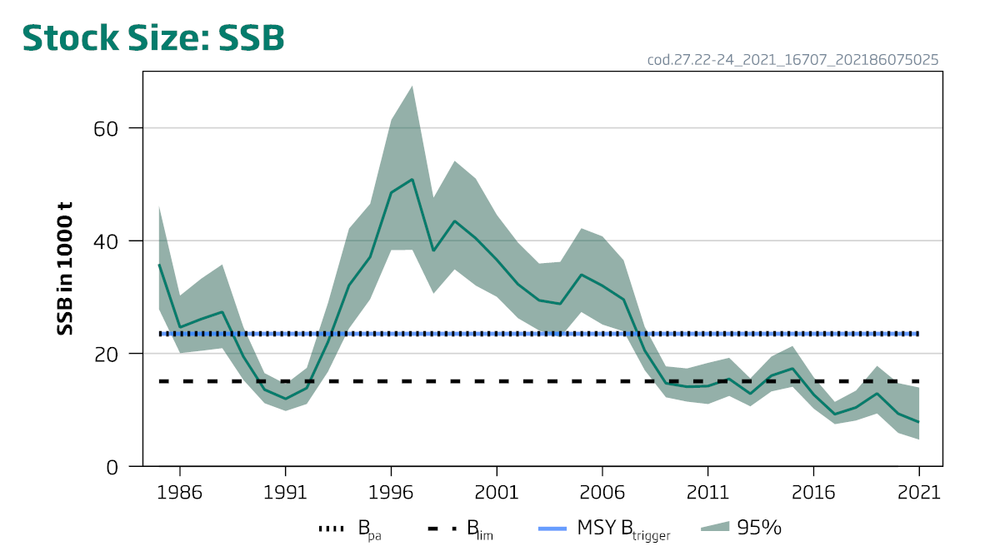 Stock Size: SSB
cod.27.22-24_2021_16707_202186075025
60
40
20
0
SSB in 1000 t
1986 1991 1996 2001 2006 2011 2016 2021
Bpa Blim MSY Btrigger 95%